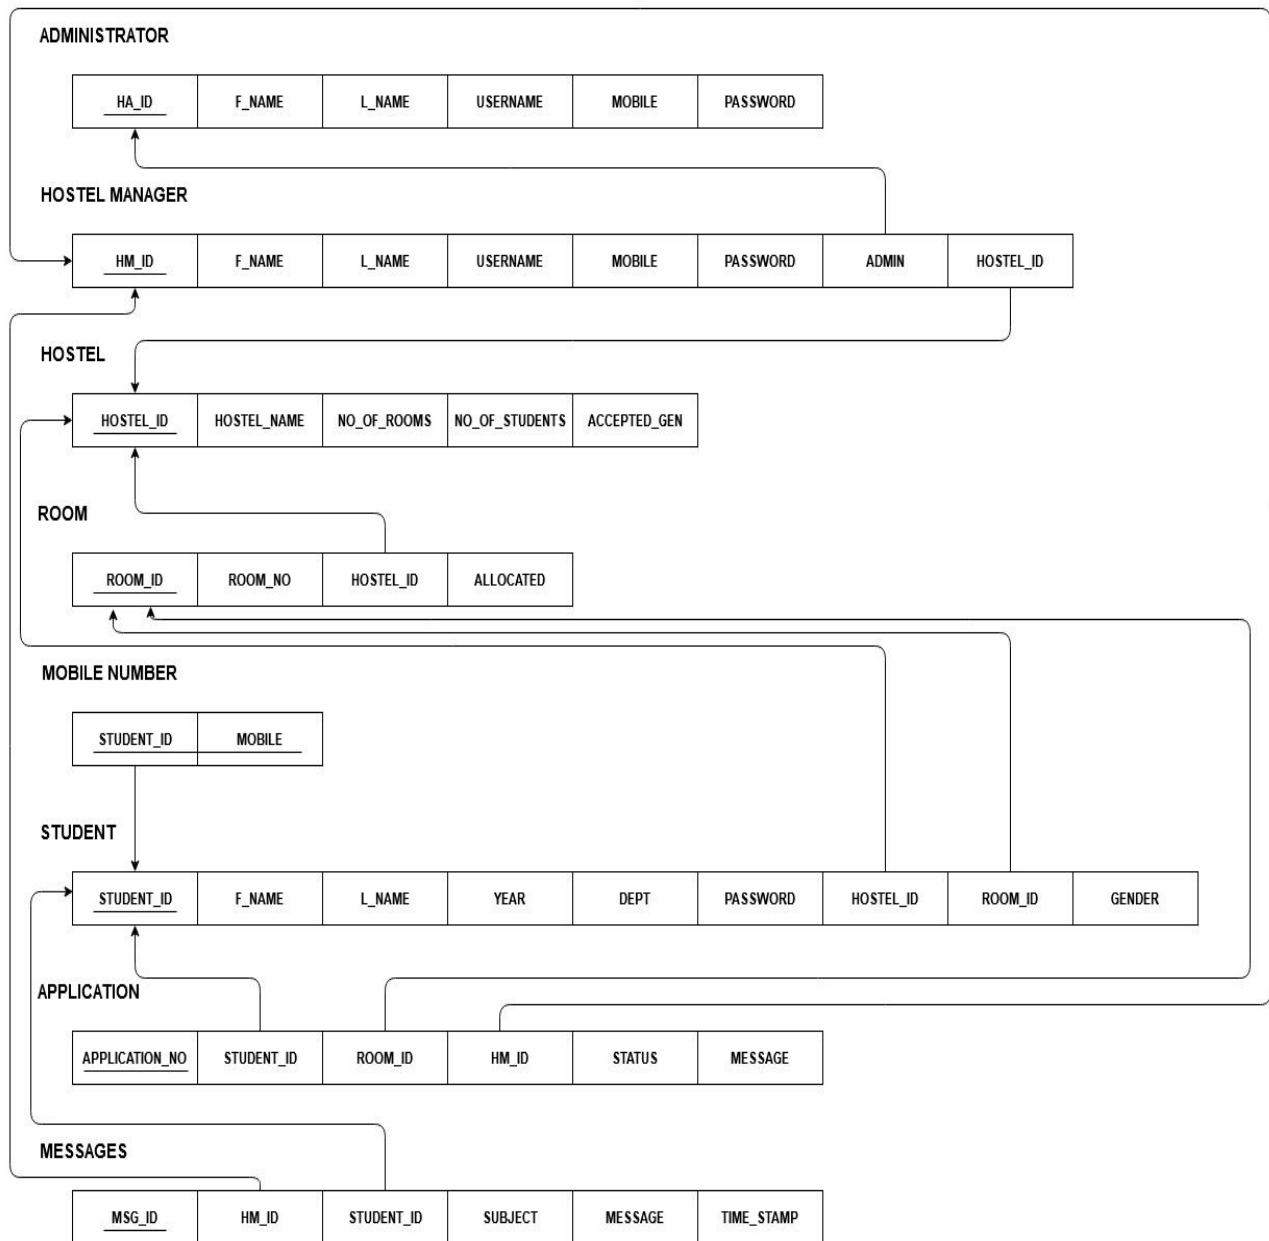 ADMINISTRATOR
HA_ID F_NAME L_NAME USERNAME MOBILE PASSWORD
HOSTEL MANAGER
HM_ID F_NAME L_NAME USERNAME MOBILE PASSWORD ADMIN HOSTEL_ID
HOSTEL
HOSTEL_ID HOSTEL_NAME NO_OF_ROOMS NO_OF_STUDENTS ACCEPTED_GEN
ROOM
ROOM_ID ROOM_NO HOSTEL_ID ALLOCATED
MOBILE NUMBER
STUDENT_ID MOBILE
STUDENT
STUDENT_ID F_NAME L_NAME YEAR DEPT PASSWORD HOSTEL_ID ROOM_ID GENDER
APPLICATION
APPLICATION_NO STUDENT_ID ROOM_ID HM_ID STATUS MESSAGE
MESSAGES
MSG_ID HM_ID STUDENT_ID SUBJECT MESSAGE TIME_STAMP